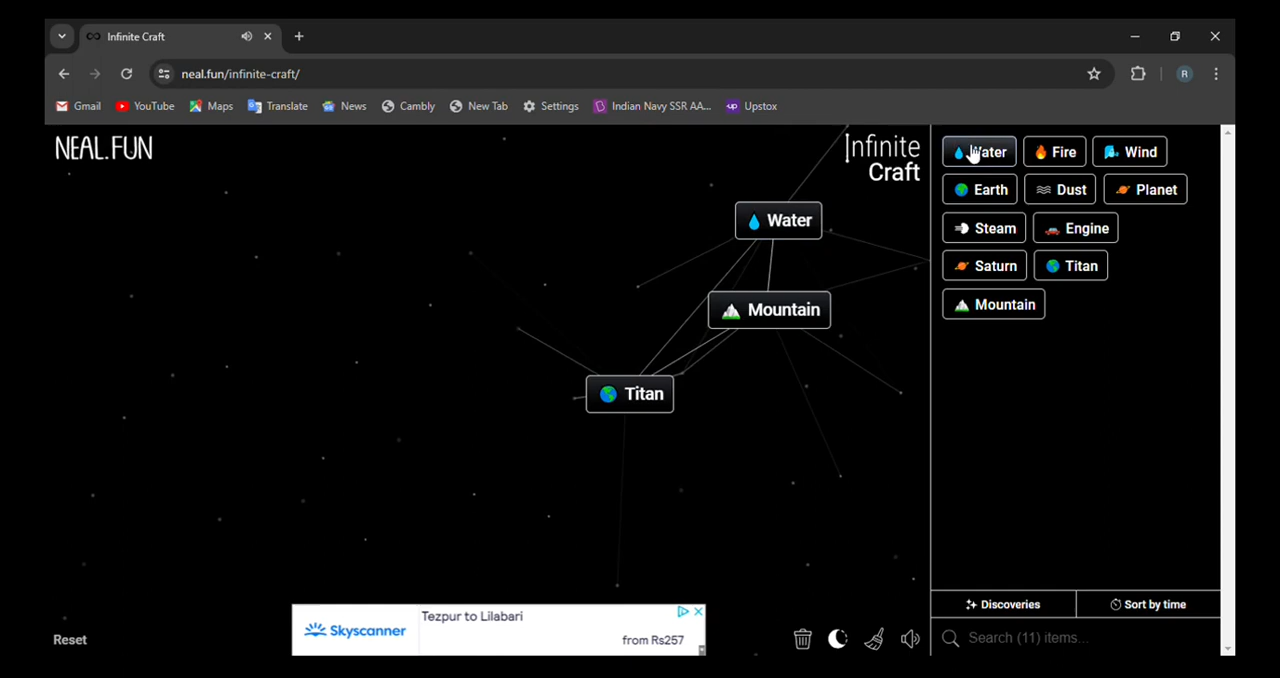 Infinite Craft
neal.fun/infinite-craft/
R
Gmail YouTube Maps Translate News Cambly New Tab Settings Indian Navy SSR AA... up Upstox
NEAL.FUN
Infinite
Craft
Water
Mountain
Titan
Water Fire Wind
Earth Dust Planet
Steam Engine
Saturn Titan
Mountain
Discoveries Sort by time
Search (11) items...
Skyscanner
Tezpur to Lilabari
from Rs257
Reset